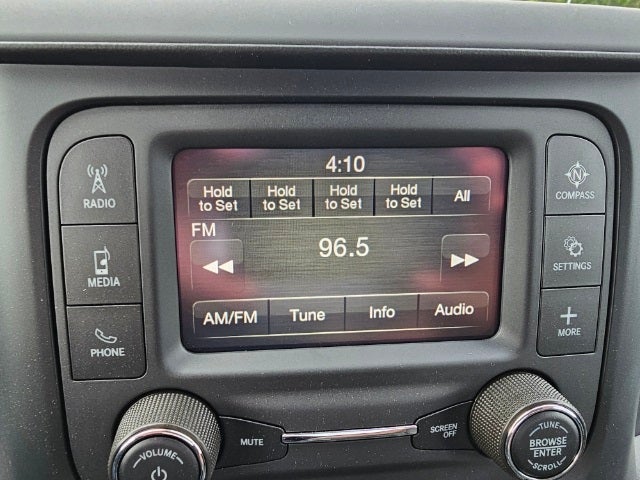 4:10
Hold to Set
Hold to Set
Hold to Set
Hold to Set
All
FM
96.5
AM/FM
Tune
Info
Audio
RADIO
MEDIA
PHONE
N
COMPASS
SETTINGS
MORE
VOLUME
MUTE
SCREEN
OFF
TUNE
BROWSE
ENTER
SCROLL